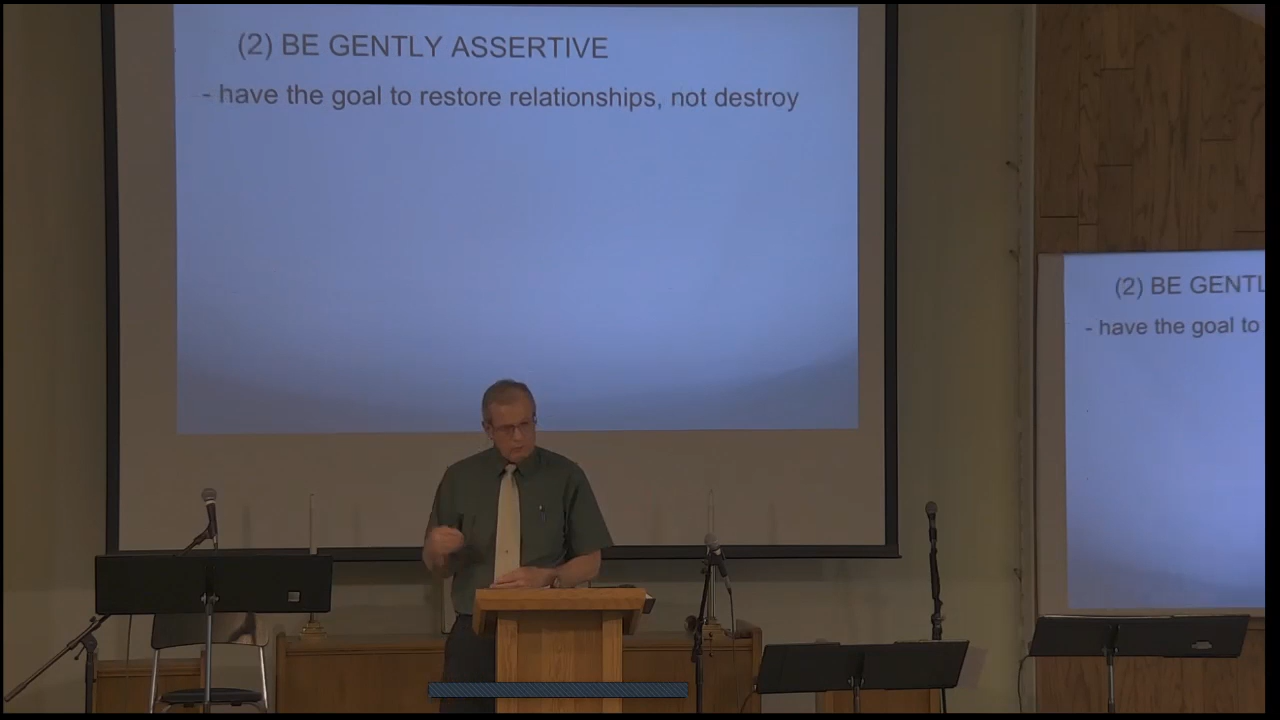 (2) BE GENTLY ASSERTIVE
- have the goal to restore relationships, not destroy
(2) BE GENTL
- have the goal to